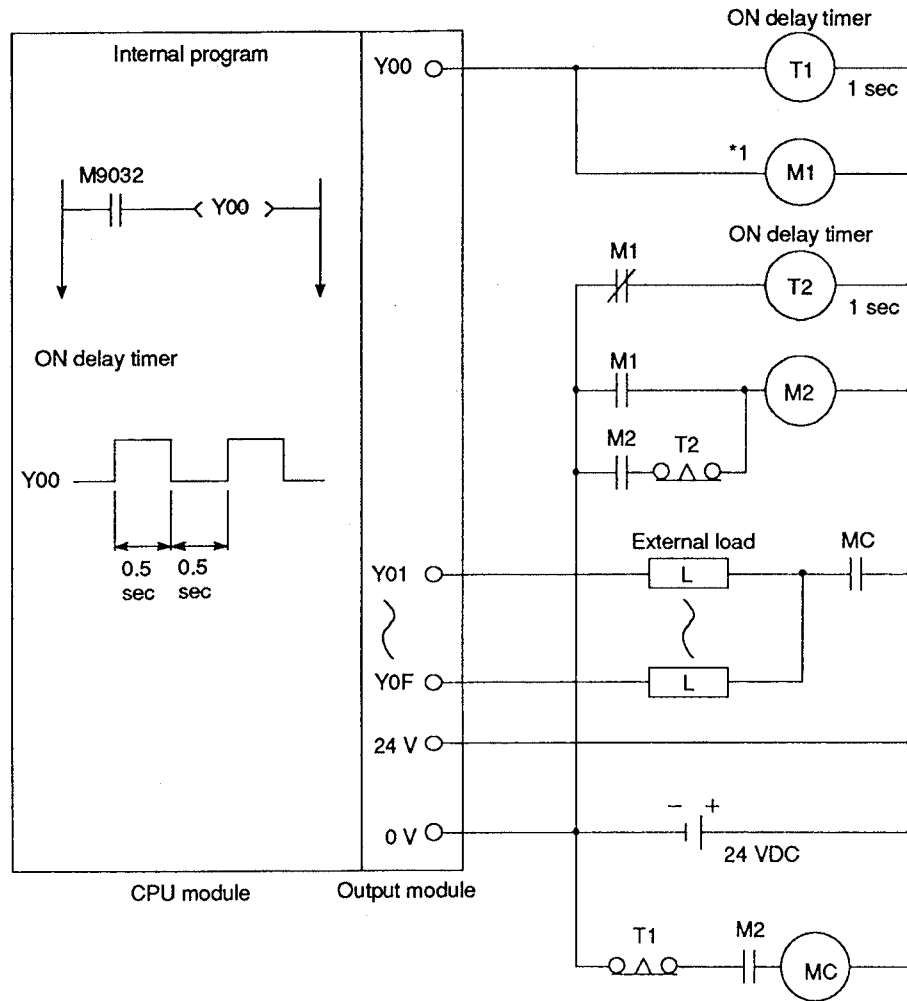 ON delay timer
Internal program
Y00
T1
1 sec
M9032
*1
M1
Y00
ON delay timer
M1
T2
1 sec
ON delay timer
M1
M2
M2
T2
Y00
External load
MC
0.5
sec
0.5
sec
Y01
L
Y0F
L
24 V
− +
0 V
24 VDC
CPU module
Output module
T1
M2
MC